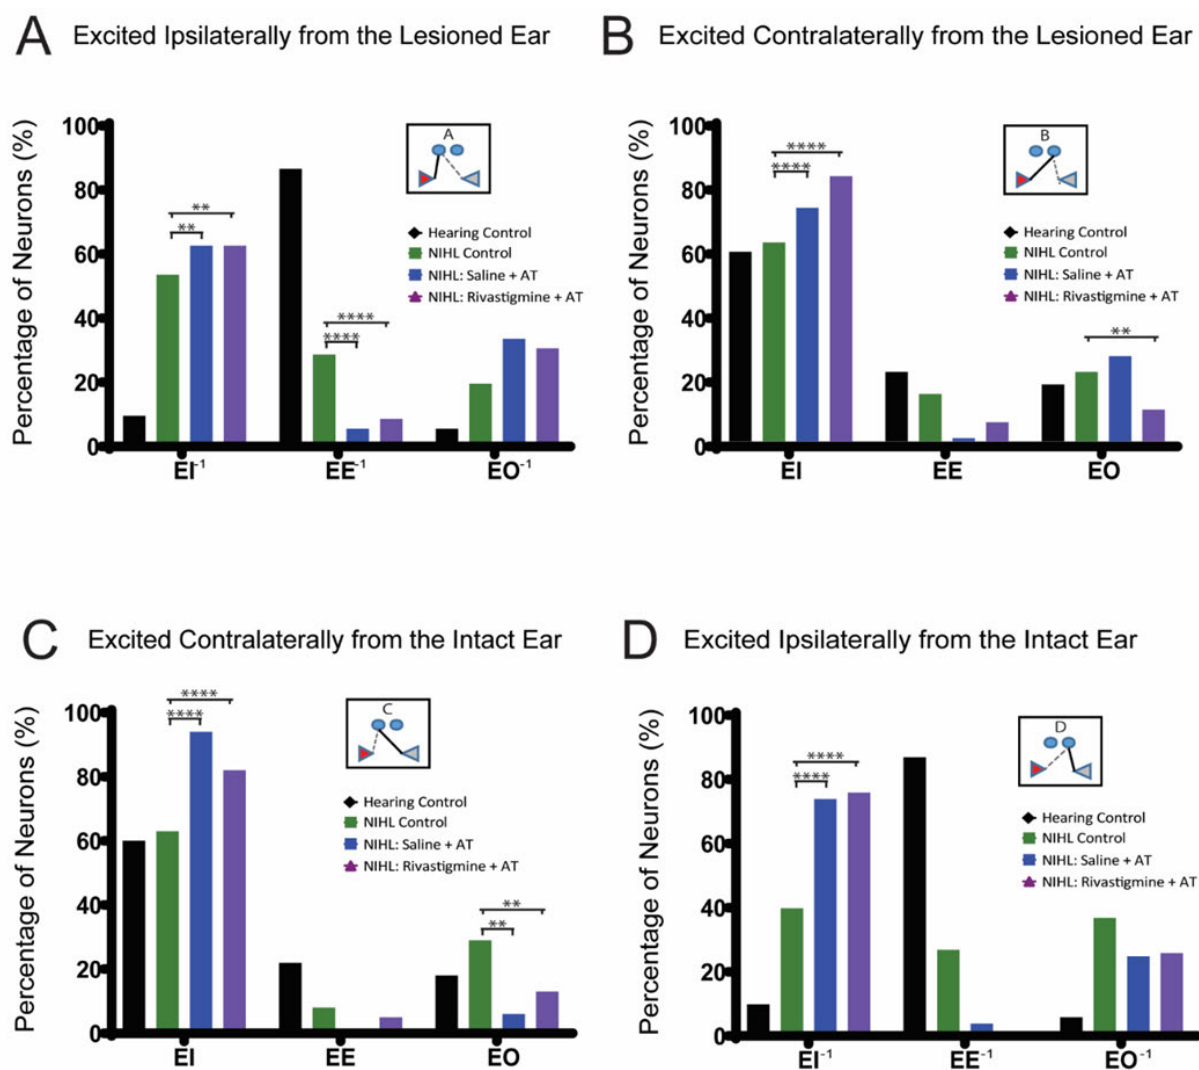 A Excited Ipsilaterally from the Lesioned Ear
Percentage of Neurons (%)
100
80
60
40
20
0
A
Hearing Control
NIHL Control
NIHL: Saline + AT
NIHL: Rivastigmine + AT
**
**
****
****
EI⁻¹ EE⁻¹ EO⁻¹
B Excited Contralaterally from the Lesioned Ear
Percentage of Neurons (%)
100
80
60
40
20
0
B
Hearing Control
NIHL Control
NIHL: Saline + AT
NIHL: Rivastigmine + AT
****
****
**
EI EE EO
C Excited Contralaterally from the Intact Ear
Percentage of Neurons (%)
100
80
60
40
20
0
C
Hearing Control
NIHL Control
NIHL: Saline + AT
NIHL: Rivastigmine + AT
****
****
**
**
EI EE EO
D Excited Ipsilaterally from the Intact Ear
Percentage of Neurons (%)
100
80
60
40
20
0
D
Hearing Control
NIHL Control
NIHL: Saline + AT
NIHL: Rivastigmine + AT
****
****
EI⁻¹ EE⁻¹ EO⁻¹